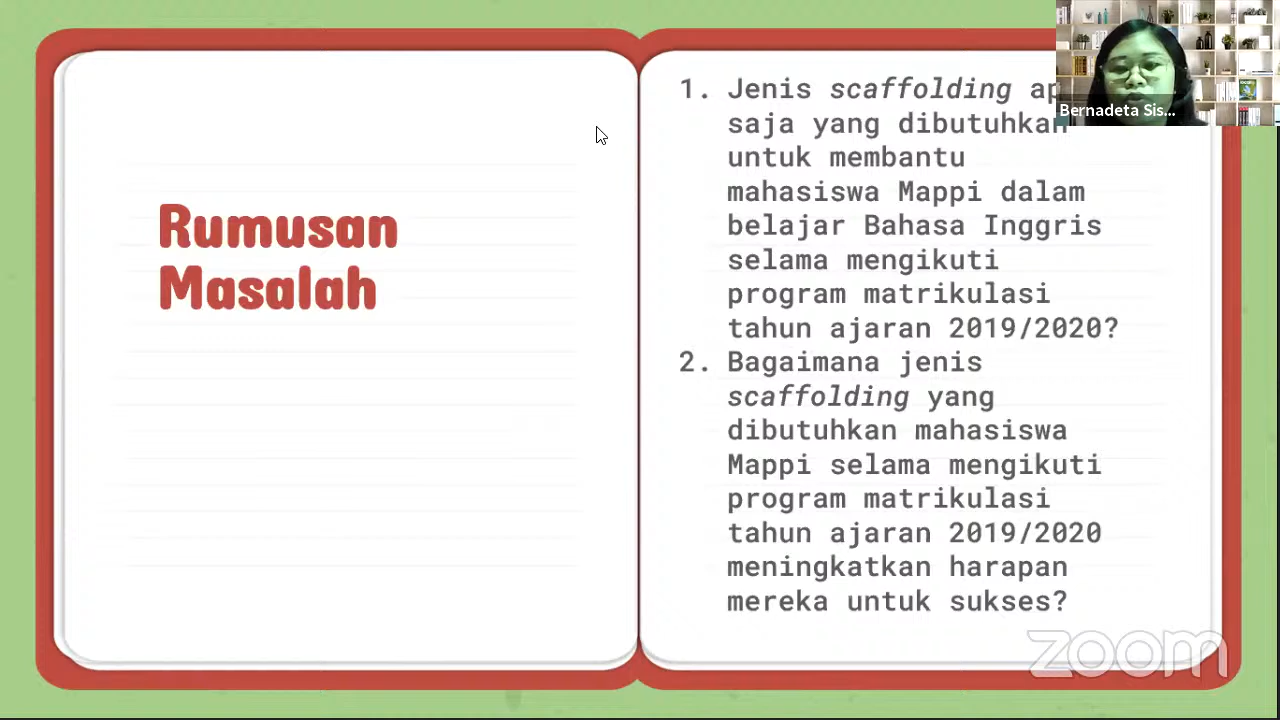 Rumusan
Masalah
1. Jenis scaffolding
saja yang dibutuhkan
untuk membantu
mahasiswa Mappi dalam
belajar Bahasa Inggris
selama mengikuti
program matrikulasi
tahun ajaran 2019/2020?
2. Bagaimana jenis
scaffolding yang
dibutuhkan mahasiswa
Mappi selama mengikuti
program matrikulasi
tahun ajaran 2019/2020
meningkatkan harapan
mereka untuk sukses?
Bernadeta Sis...
zoom